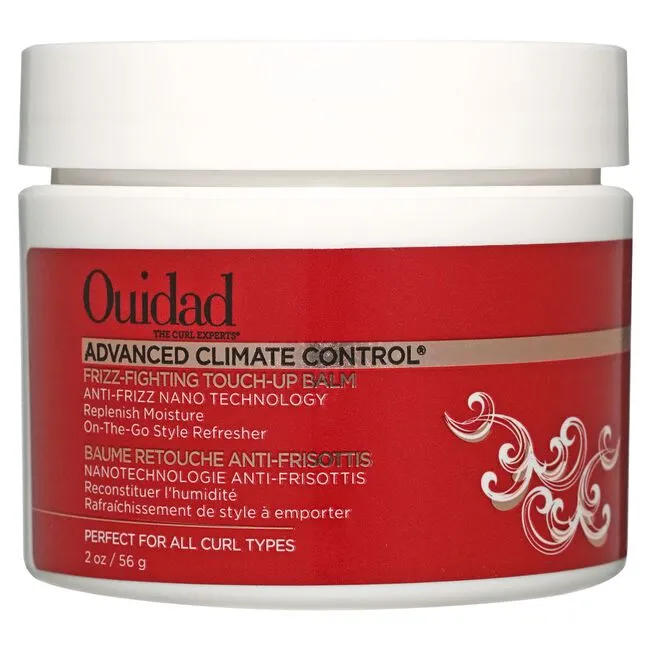 Ouidad
THE CURL EXPERTS®
ADVANCED CLIMATE CONTROL®
FRIZZ-FIGHTING TOUCH-UP BALM
ANTI-FRIZZ NANO TECHNOLOGY
Replenish Moisture
On-The-Go Style Refresher
BAUME RETOUCHE ANTI-FRISOTTIS
NANOTECHNOLOGIE ANTI-FRISOTTIS
Reconstituer l'humidité
Rafraîchissement de style à emporter
PERFECT FOR ALL CURL TYPES
2 oz / 56 g